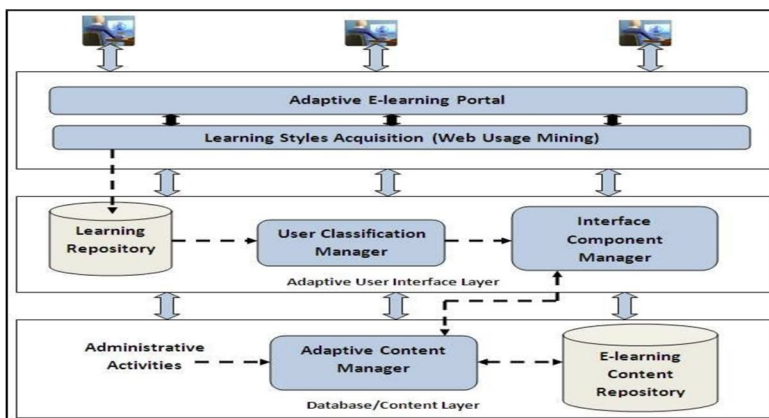 Adaptive E-learning Portal
Learning Styles Acquisition (Web Usage Mining)
Learning
Repository
User Classification
Manager
Interface
Component
Manager
Adaptive User Interface Layer
Administrative
Activities
Adaptive Content
Manager
E-learning
Content
Repository
Database/Content Layer